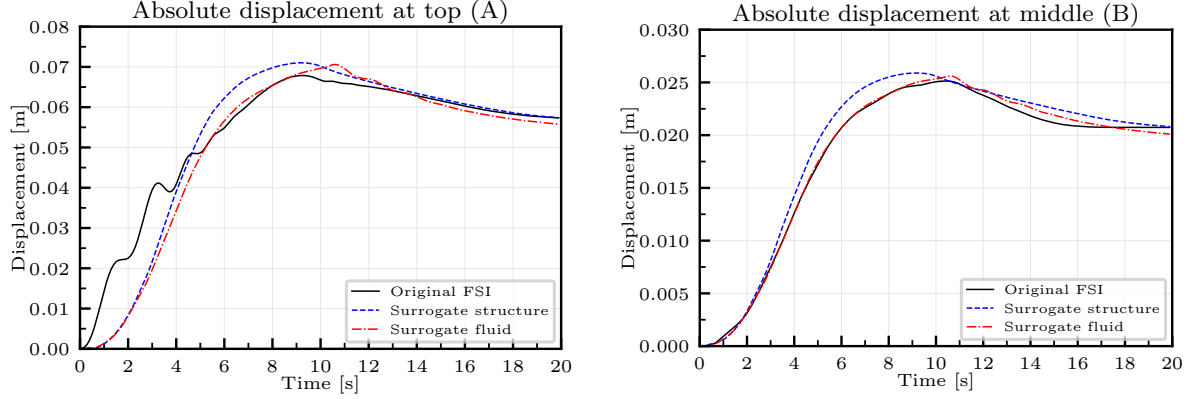 Absolute displacement at top (A)
0.08
0.07
0.06
0.05
0.04
0.03
0.02
0.01
0.00
Displacement [m]
0 2 4 6 8 10 12 14 16 18 20
Time [s]
Original FSI
Surrogate structure
Surrogate fluid
Absolute displacement at middle (B)
0.030
0.025
0.020
0.015
0.010
0.005
0.000
Displacement [m]
0 2 4 6 8 10 12 14 16 18 20
Time [s]
Original FSI
Surrogate structure
Surrogate fluid